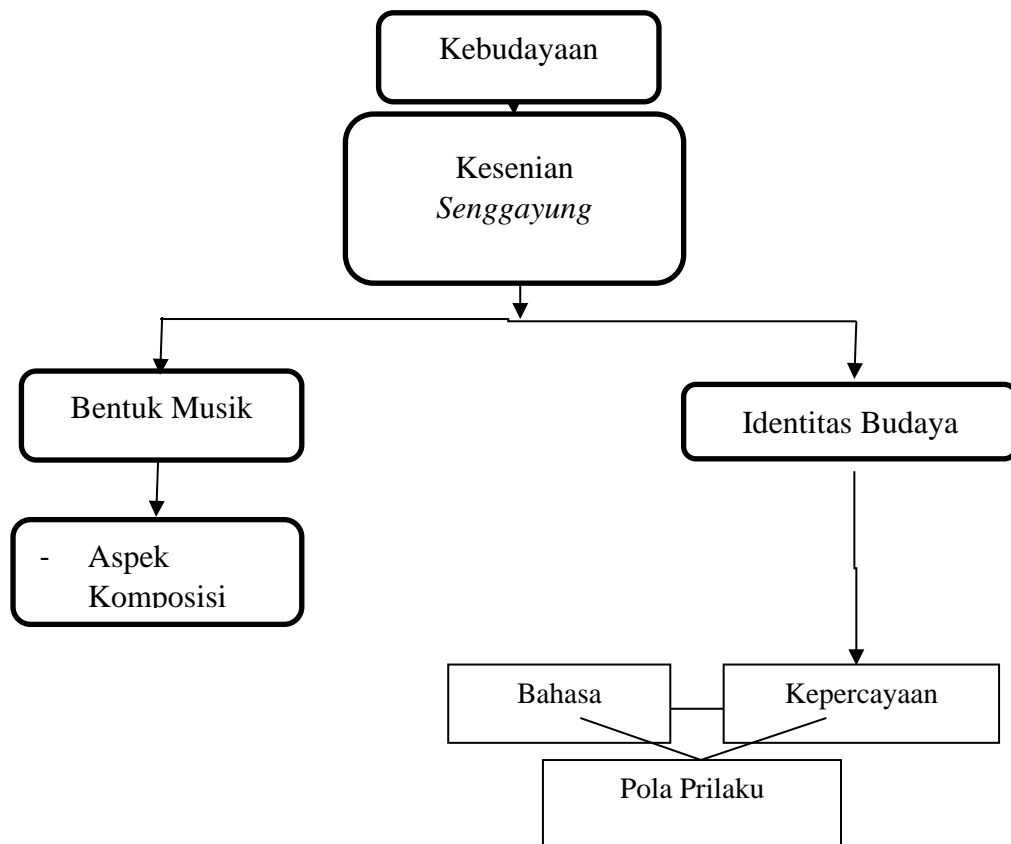 Kebudayaan
Kesenian
Senggayung
Bentuk Musik
Identitas Budaya
- Aspek
Komposisi
Bahasa
Kepercayaan
Pola Prilaku